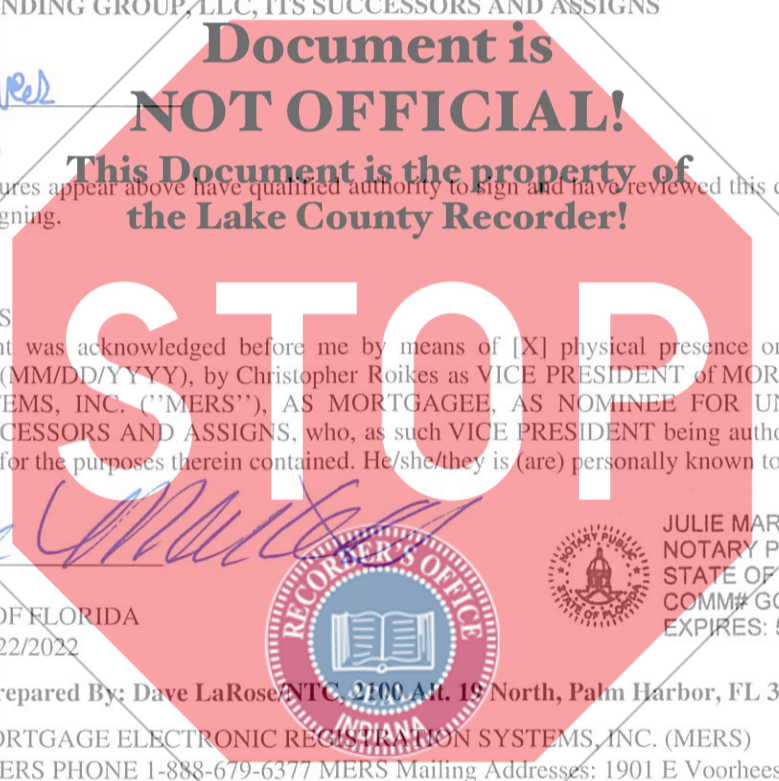 NDING GROUP, LLC, ITS SUCCESSORS AND ASSIGNS
Document is
NOT OFFICIAL!
This Document is the property of
the Lake County Recorder!
ures appear above have qualified authority to sign and have reviewed this
gning.
STOP
S
nt was acknowledged before me by means of [X] physical presence or
(MM/DD/YYYY), by Christopher Roikes as VICE PRESIDENT of MOR
EMS, INC. (''MERS''), AS MORTGAGEE, AS NOMINEE FOR UN
CESSORS AND ASSIGNS, who, as such VICE PRESIDENT being autho
for the purposes therein contained. He/she/they is (are) personally known to
JULIE MAR
NOTARY P
STATE OF
COMM# GG
EXPIRES: 5
NOTARY PUBLIC
STATE OF FLORIDA
RECORDER'S OFFICE
INDIANA
OF FLORIDA
22/2022
repared By: Dave LaRose/NTC, 2100 Alt. 19 North, Palm Harbor, FL 3
ORTGAGE ELECTRONIC REGISTRATION SYSTEMS, INC. (MERS)
ERS PHONE 1-888-679-6377 MERS Mailing Addresses: 1901 E Voorhees